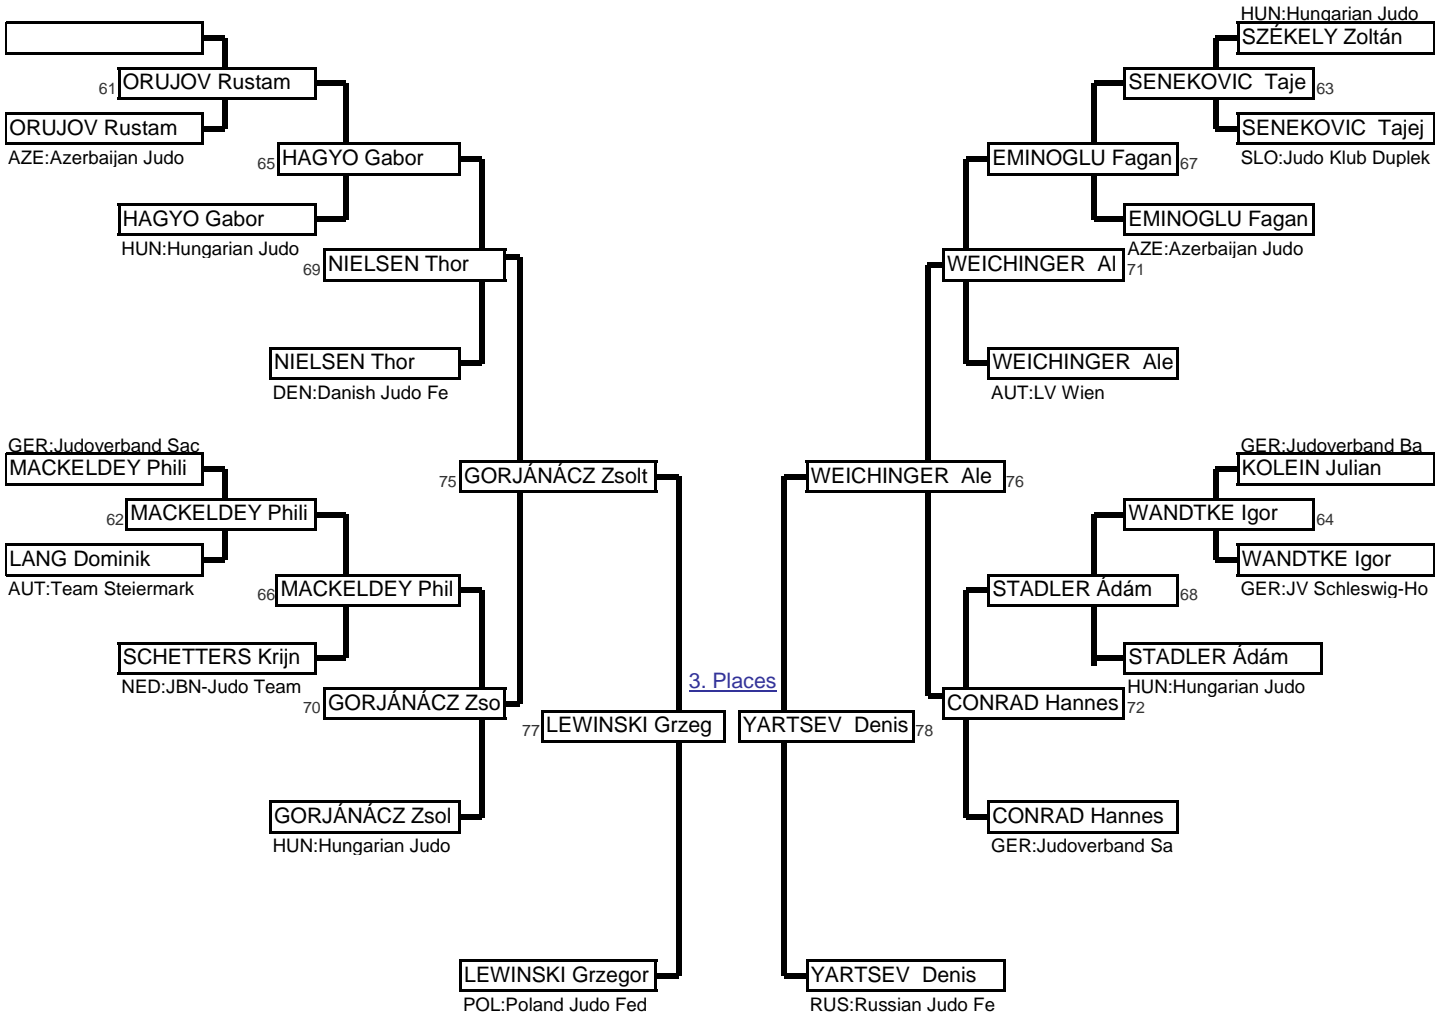 HUN:Hungarian Judo
SZÉKELY Zoltán
61 ORUJOV Rustam
SENEKOVIC Taje 63
ORUJOV Rustam
SENEKOVIC Tajej
AZE:Azerbaijan Judo
65 HAGYO Gabor
EMINOGLU Fagan 67
SLO:Judo Klub Duplek
HAGYO Gabor
EMINOGLU Fagan
HUN:Hungarian Judo
AZE:Azerbaijan Judo
69 NIELSEN Thor
WEICHINGER Al 71
NIELSEN Thor
WEICHINGER Ale
DEN:Danish Judo Fe
AUT:LV Wien
GER:Judoverband Sac
GER:Judoverband Ba
MACKELDEY Phili
KOLEIN Julian
75 GORJÁNÁCZ Zsolt
WEICHINGER Ale 76
62 MACKELDEY Phili
WANDTKE Igor 64
LANG Dominik
WANDTKE Igor
AUT:Team Steiermark
66 MACKELDEY Phil
STADLER Ádám 68
GER:JV Schleswig-Ho
SCHETTERS Krijn
STADLER Ádám
NED:JBN-Judo Team
3. Places
HUN:Hungarian Judo
70 GORJÁNÁCZ Zso
CONRAD Hannes 72
77 LEWINSKI Grzeg
YARTSEV Denis 78
GORJÁNÁCZ Zsol
CONRAD Hannes
HUN:Hungarian Judo
GER:Judoverband Sa
LEWINSKI Grzegor
YARTSEV Denis
POL:Poland Judo Fed
RUS:Russian Judo Fe